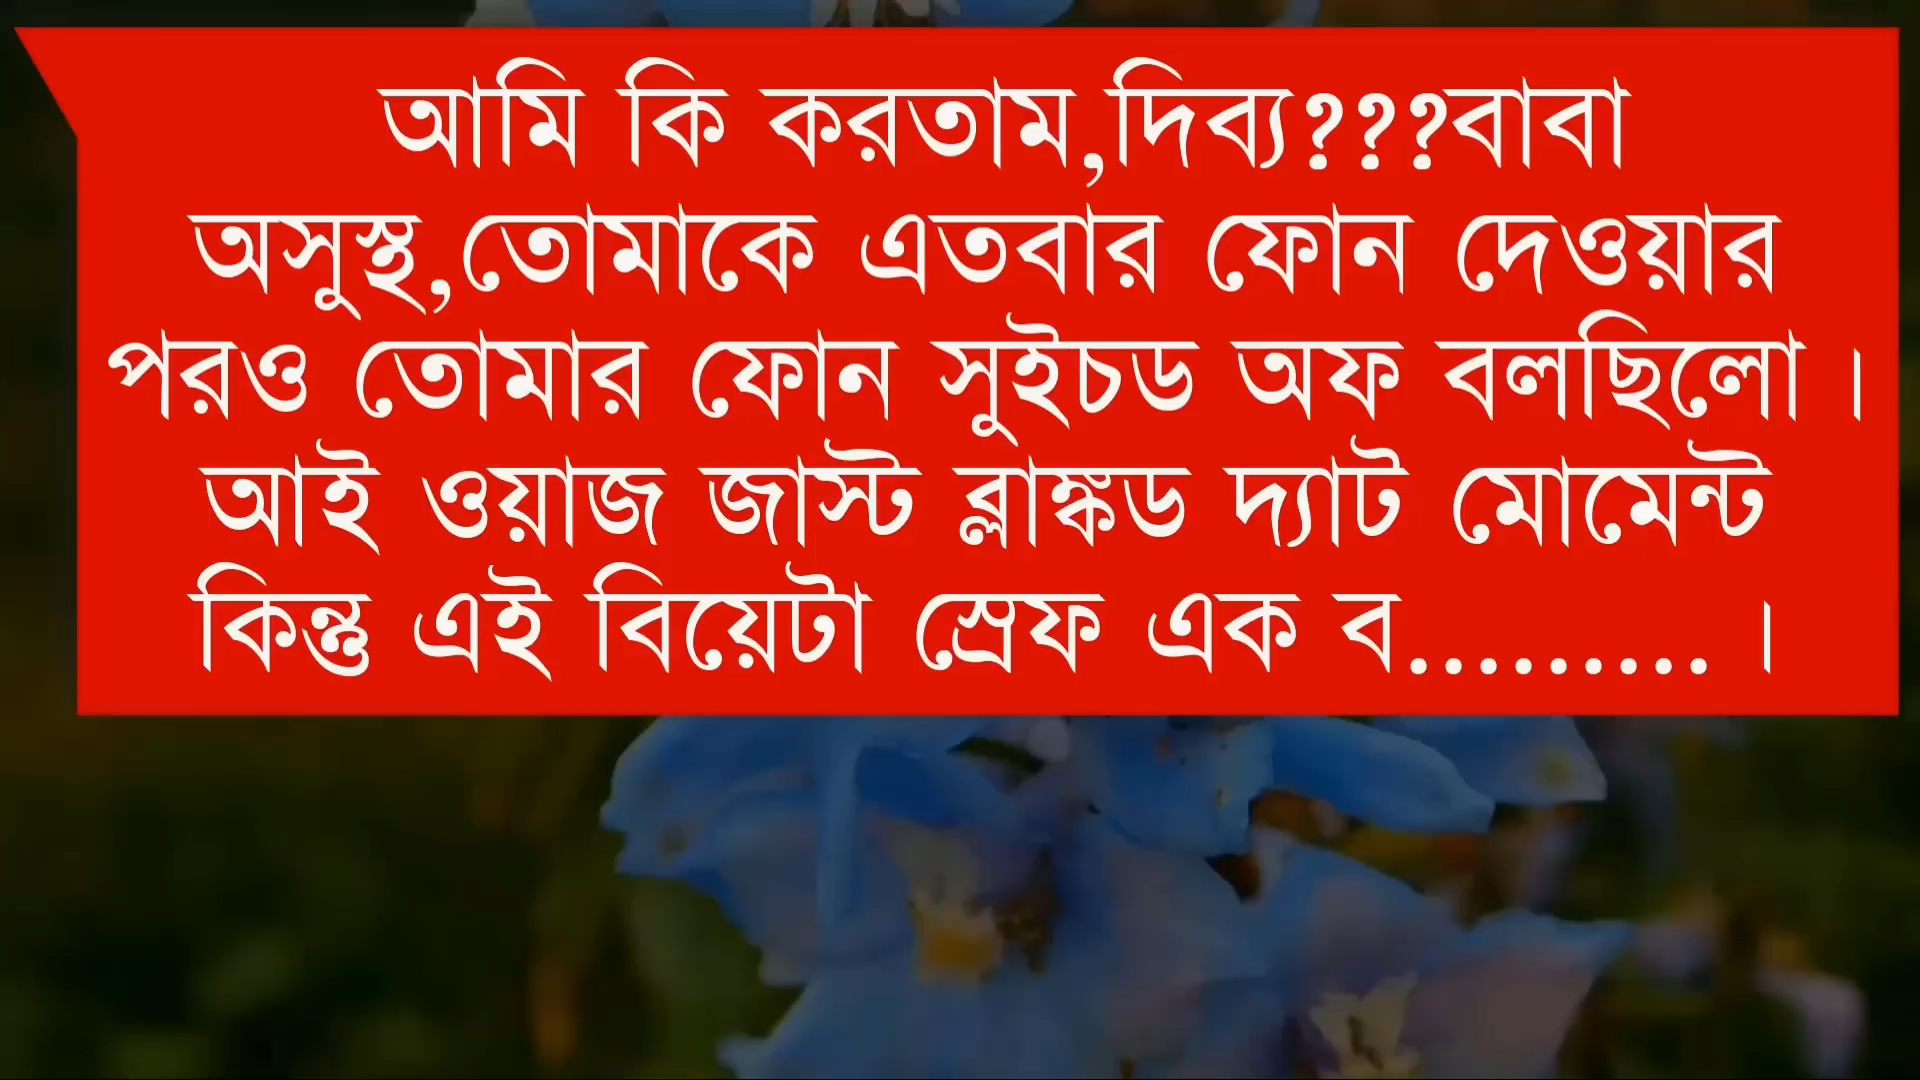 আমি কি করতাম,দিব্য???বাবা
অসুস্থ,তোমাকে এতবার ফোন দেওয়ার
পরও তোমার ফোন সুইচড অফ বলছিলো ।
আই ওয়াজ জাস্ট ব্লাঙ্কড দ্যাট মোমেন্ট
কিন্তু এই বিয়েটা স্রেফ এক ব......... ।